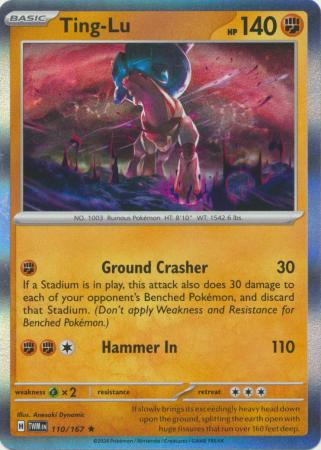 BASIC
Ting-Lu
HP 140
NO. 1003 Ruinous Pokémon HT: 8'10" WT: 1542.6 lbs.
Ground Crasher 30
If a Stadium is in play, this attack also does 30 damage to
each of your opponent's Benched Pokémon, and discard
that Stadium. (Don't apply Weakness and Resistance for
Benched Pokémon.)
Hammer In 110
weakness ×2 resistance retreat
Illus. Anesaki Dynamic
H TWM EN 110/167 ★
If slowly brings its exceedingly heavy head down
upon the ground, splitting the earth open with
huge fissures that run over 160 feet deep.
©2024 Pokémon / Nintendo / Creatures / GAME FREAK